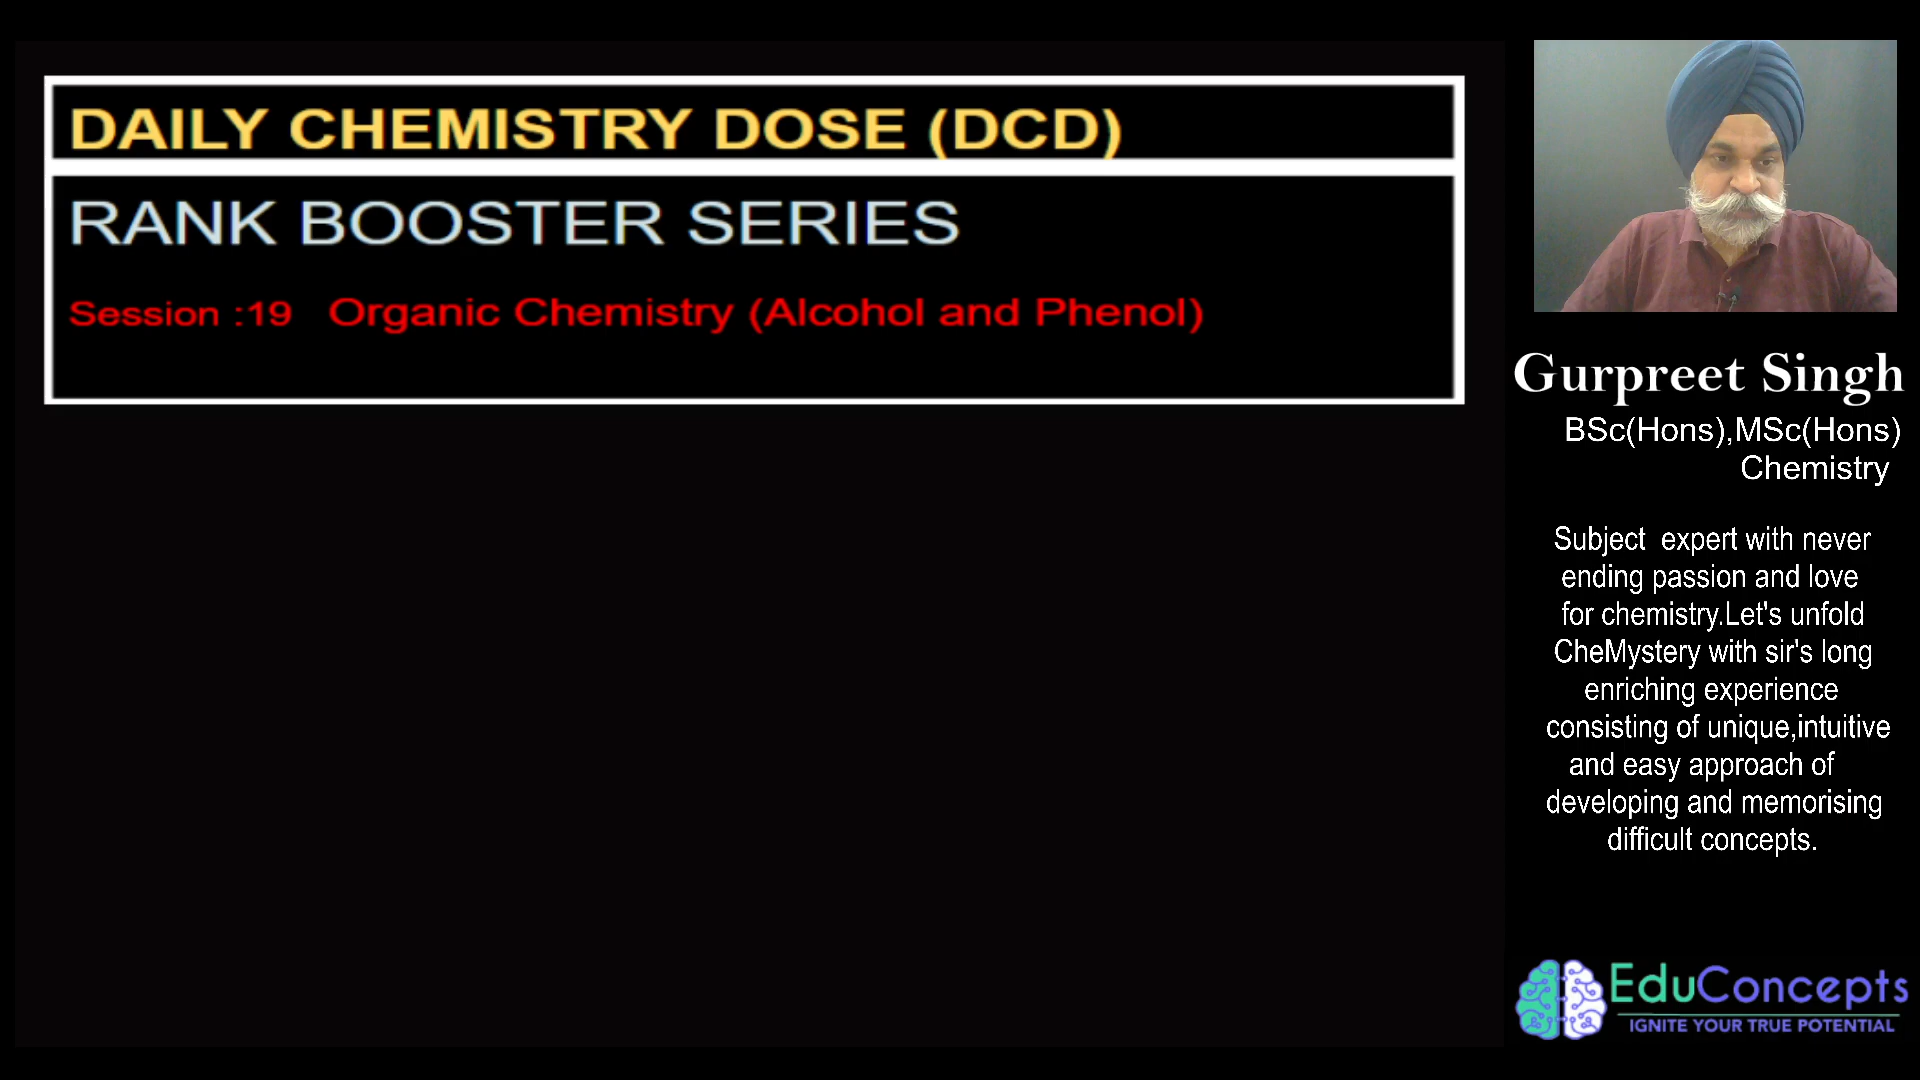 DAILY CHEMISTRY DOSE (DCD)
RANK BOOSTER SERIES
Session :19 Organic Chemistry (Alcohol and Phenol)
Gurpreet Singh
BSc(Hons),MSc(Hons)
Chemistry
Subject expert with never
ending passion and love
for chemistry.Let's unfold
CheMystery with sir's long
enriching experience
consisting of unique,intuitive
and easy approach of
developing and memorising
difficult concepts.
EduConcepts
IGNITE YOUR TRUE POTENTIAL